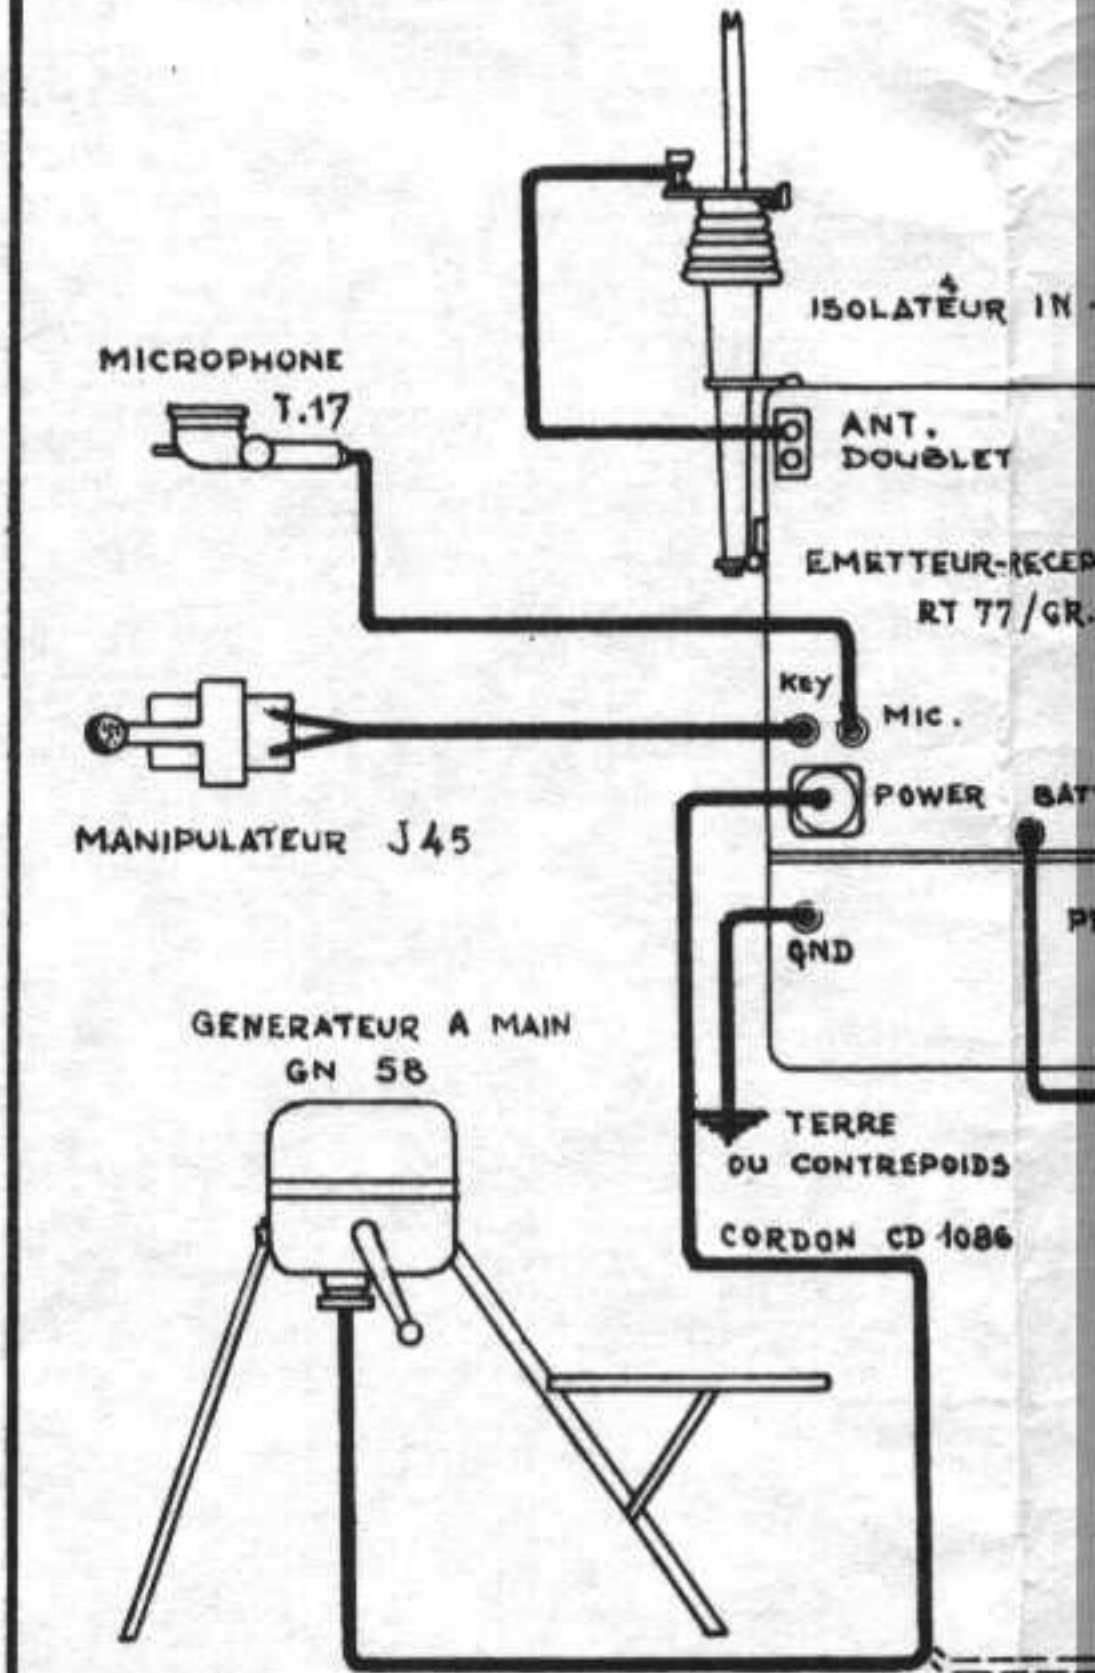 ISOLATEUR IN
MICROPHONE
T.17
ANT.
DOUBLET
EMETTEUR-RECEP
RT 77/GR.
KEY
MIC.
POWER BATT
MANIPULATEUR J45
GND
GENERATEUR A MAIN
GN 58
TERRE
OU CONTREPOIDS
CORDON CD 1086